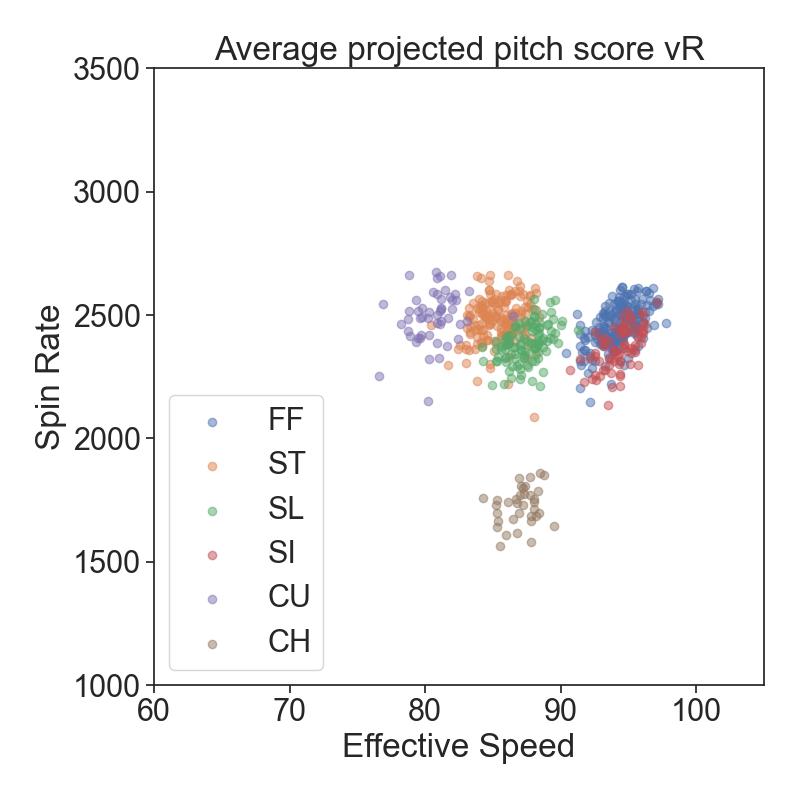 Average projected pitch score vR
3500
3000
2500
2000
1500
1000
Spin Rate
FF
ST
SL
SI
CU
CH
60 70 80 90 100
Effective Speed